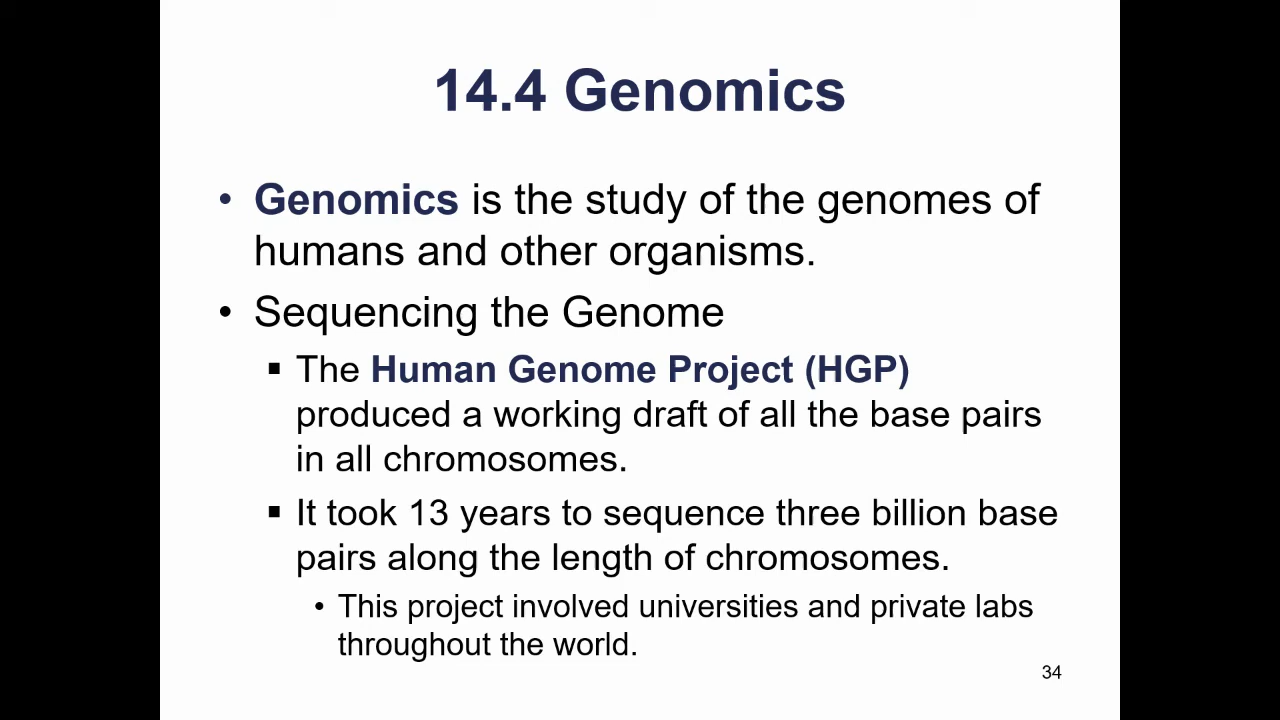 14.4 Genomics
• Genomics is the study of the genomes of
humans and other organisms.
• Sequencing the Genome
▪ The Human Genome Project (HGP)
produced a working draft of all the base pairs
in all chromosomes.
▪ It took 13 years to sequence three billion base
pairs along the length of chromosomes.
• This project involved universities and private labs
throughout the world.
34